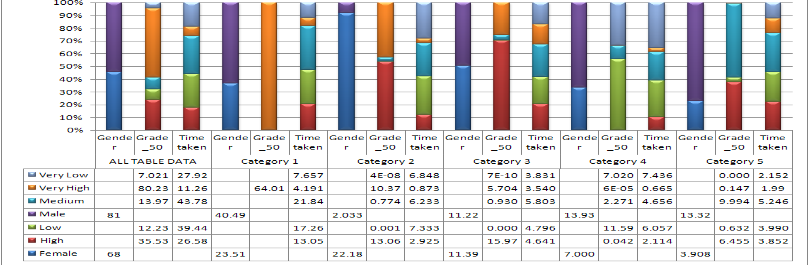 100%
90%
80%
70%
60%
50%
40%
30%
20%
10%
0%
Gende r Grade _50 Time taken Gende r Grade _50 Time taken Gende r Grade _50 Time taken Gende r Grade _50 Time taken Gende r Grade _50 Time taken Gende r Grade _50 Time taken
ALL TABLE DATA Category 1 Category 2 Category 3 Category 4 Category 5
Very Low 7.021 27.92 7.657 4E-08 6.848 7E-10 3.831 7.020 7.436 0.000 2.152
Very High 80.23 11.26 64.01 4.191 10.37 0.873 5.704 3.540 6E-05 0.665 0.147 1.99
Medium 13.97 43.78 21.84 0.774 6.233 0.930 5.803 2.271 4.656 9.994 5.246
Male 81 40.49 2.033 11.22 13.93 13.32
Low 12.23 39.44 17.26 0.001 7.333 0.000 4.796 11.59 6.057 0.632 3.990
High 35.53 26.58 13.05 13.06 2.925 15.97 4.641 0.042 2.114 6.455 3.852
Female 68 23.51 22.18 11.39 7.000 3.908